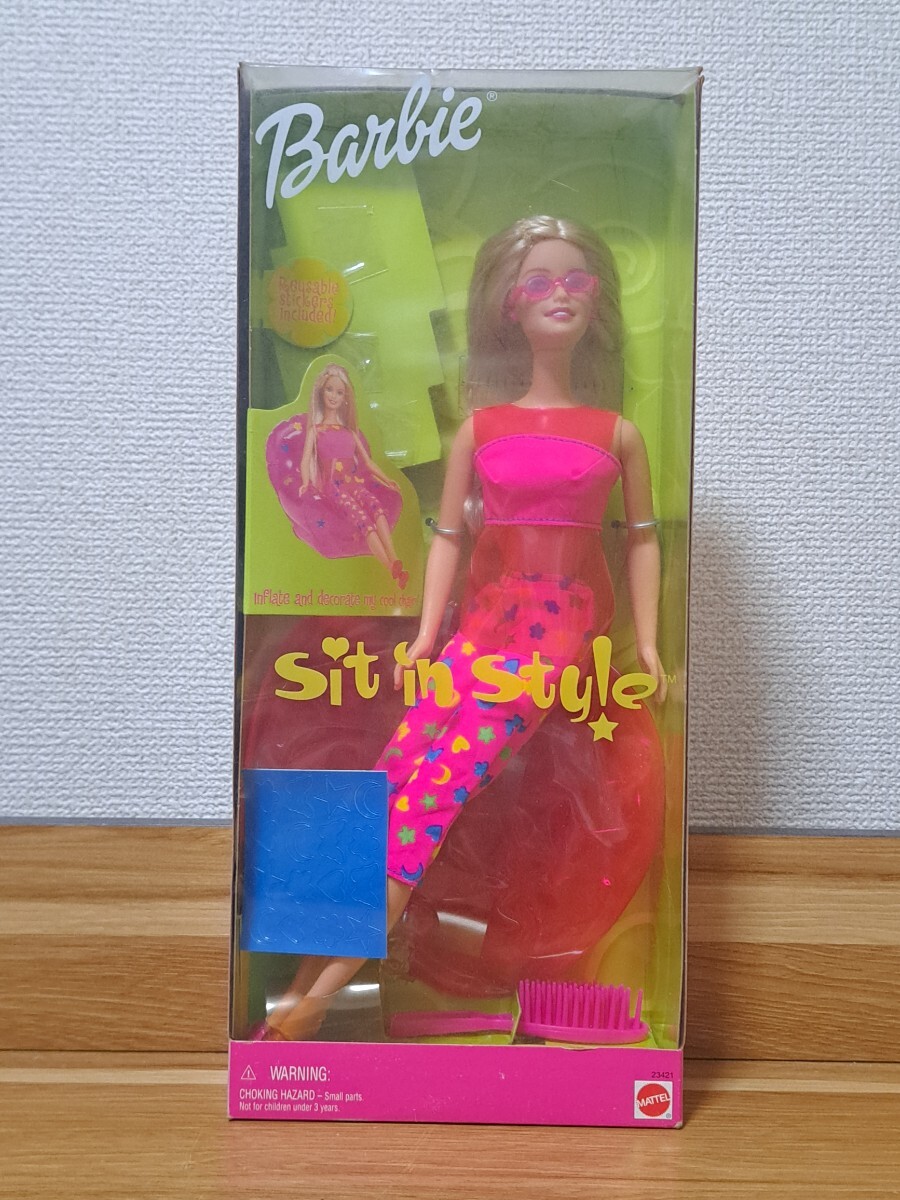 Barbie®
Reusable
stickers
included!
Inflate and decorate my cool chair
Sit in Style!™
WARNING:
CHOKING HAZARD – Small parts.
Not for children under 3 years.
23421
MATTEL
®